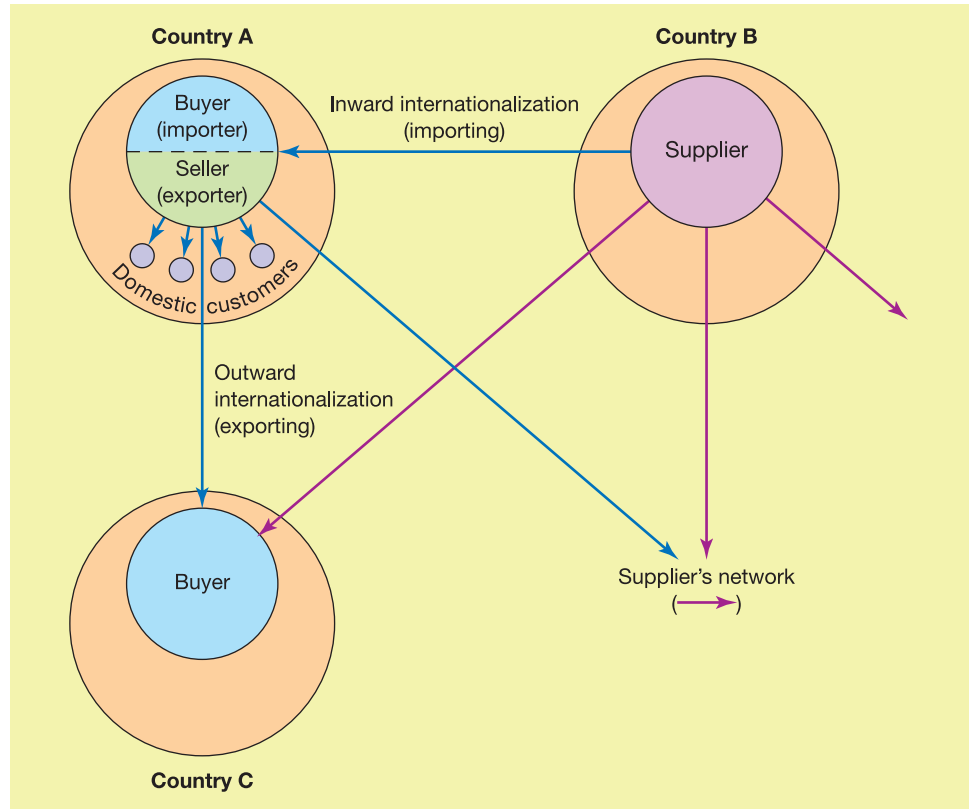 Country A
Country B
Buyer
(importer)
Seller
(exporter)
Inward internationalization
(importing)
Supplier
Domestic customers
Outward
internationalization
(exporting)
Buyer
Supplier's network
( )
Country C